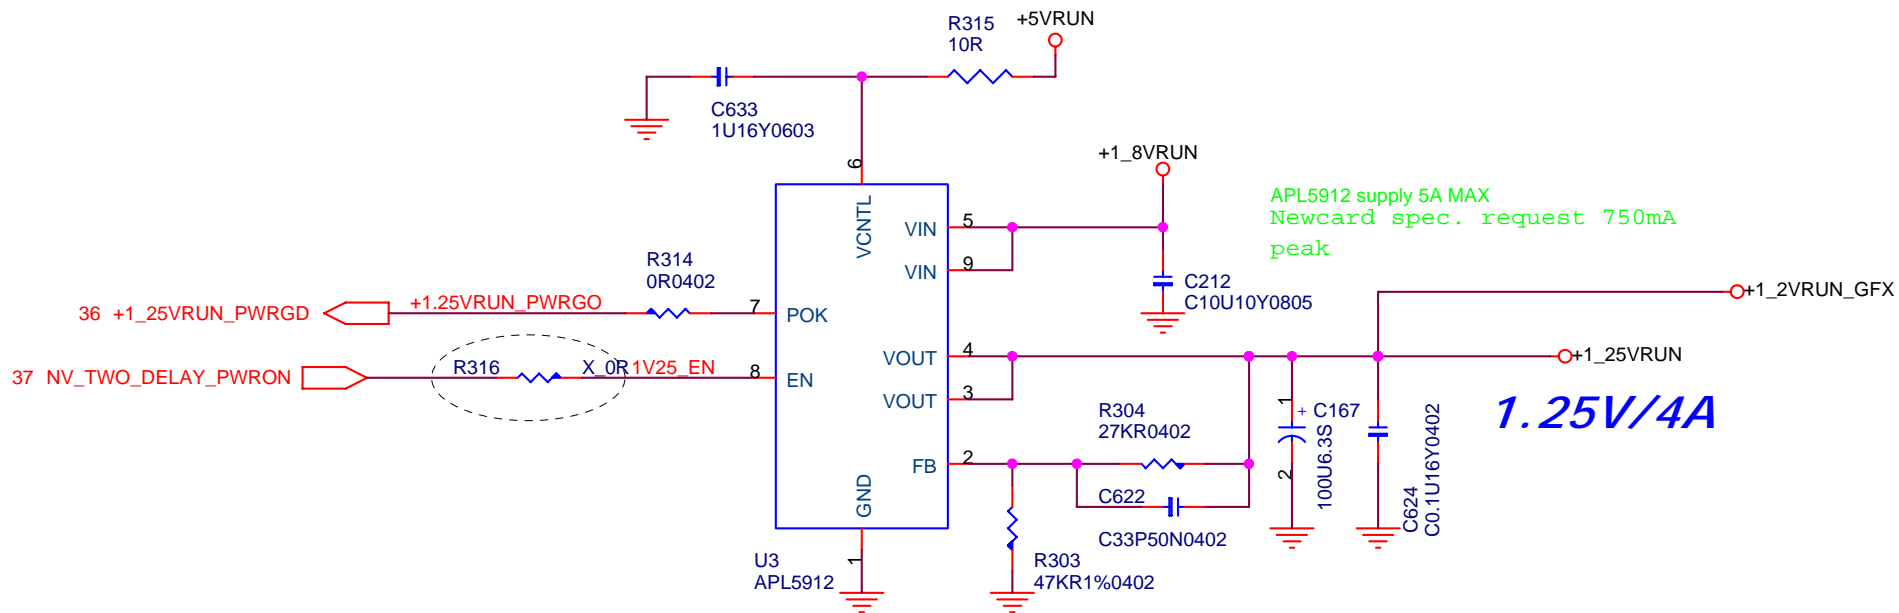 R315
10R
+5VRUN
C633
1U16Y0603
+1_8VRUN
6
VCNTL
VIN
5
VIN
9
APL5912 supply 5A MAX
Newcard spec. request 750mA
peak
R314
0R0402
C212
C10U10Y0805
36 +1_25VRUN_PWRGD
+1.25VRUN_PWRGO
7
POK
+1_2VRUN_GFX
VOUT
4
+1_25VRUN
37 NV_TWO_DELAY_PWRON
R316
X_0R
1V25_EN
8
EN
VOUT
3
R304
27KR0402
1
+ C167
100U6.3S
2
C624
C0.1U16Y0402
1.25V/4A
FB
2
C622
C33P50N0402
GND
1
U3
APL5912
R303
47KR1%0402